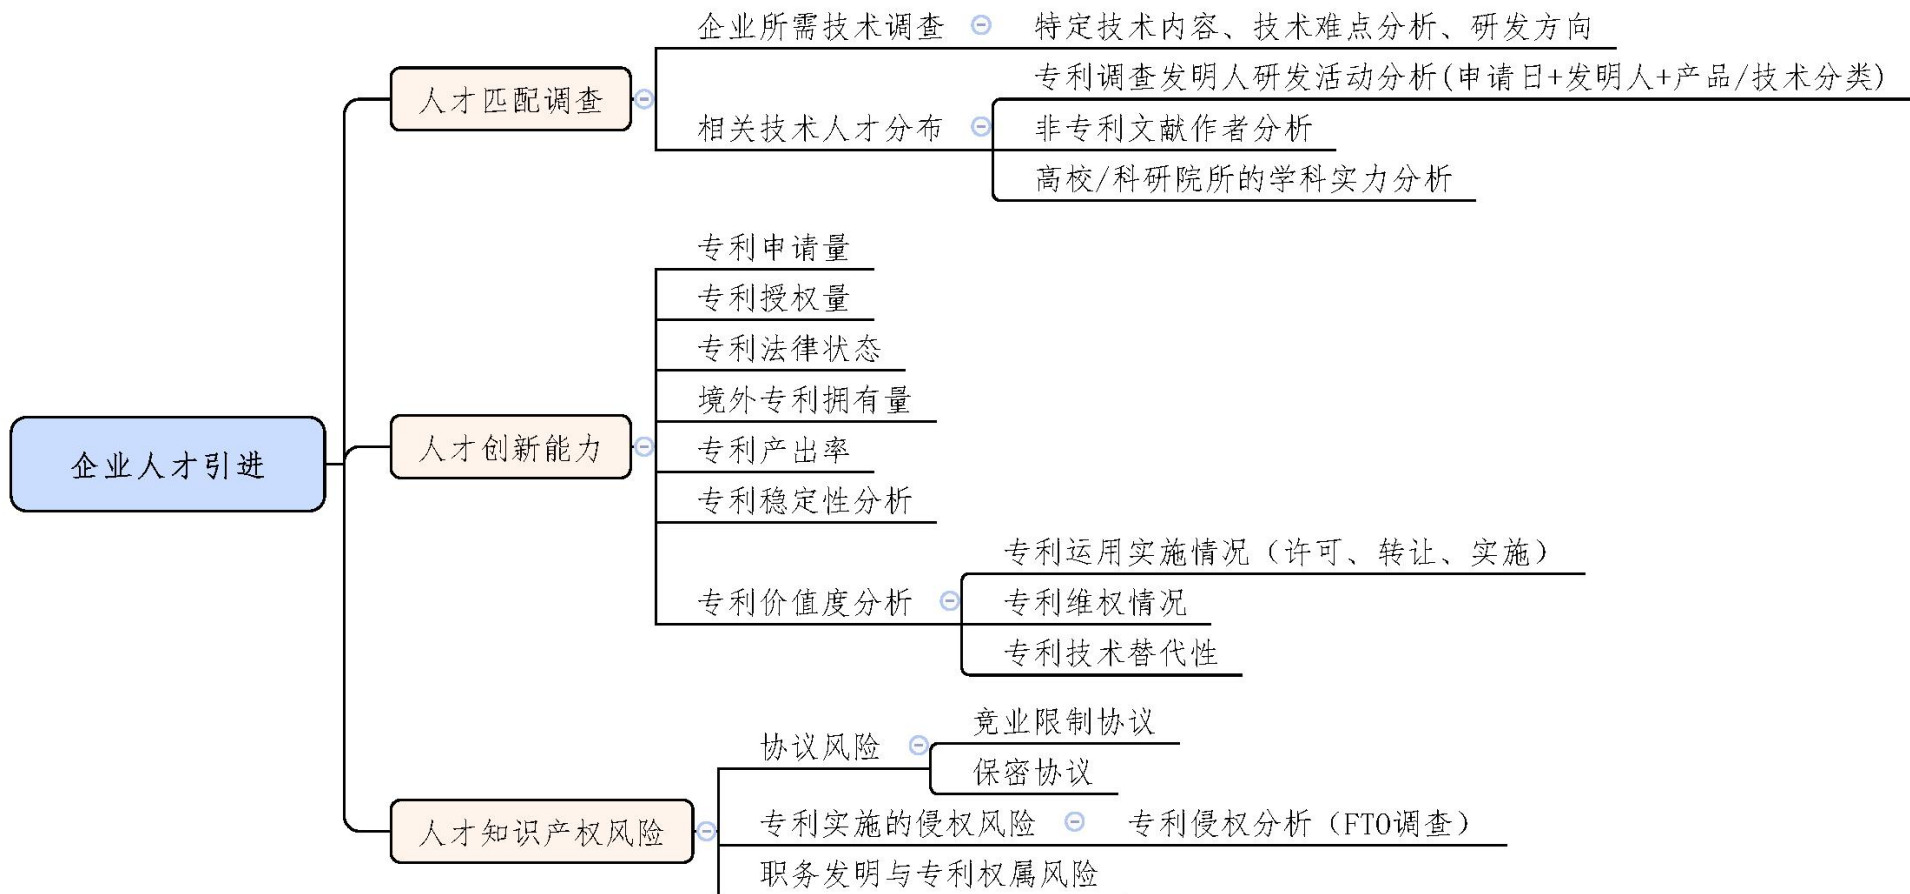 企业人才引进
人才匹配调查
企业所需技术调查
特定技术内容、技术难点分析、研发方向
相关技术人才分布
专利调查发明人研发活动分析(申请日+发明人+产品/技术分类)
非专利文献作者分析
高校/科研院所的学科实力分析
人才创新能力
专利申请量
专利授权量
专利法律状态
境外专利拥有量
专利产出率
专利稳定性分析
专利价值度分析
专利运用实施情况（许可、转让、实施）
专利维权情况
专利技术替代性
人才知识产权风险
协议风险
竞业限制协议
保密协议
专利实施的侵权风险
专利侵权分析（FTO调查）
职务发明与专利权属风险